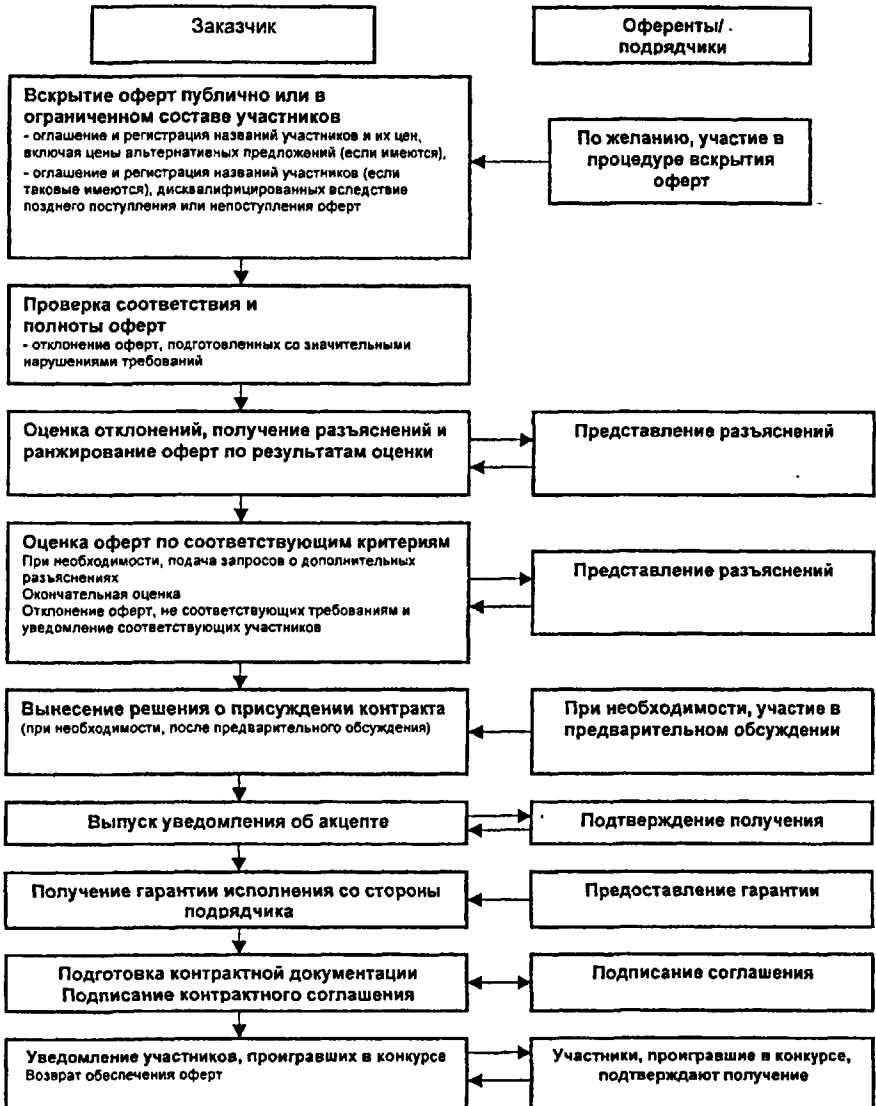 Заказчик
Оференты/
подрядчики
Вскрытие оферт публично или в
ограниченном составе участников
- оглашение и регистрация названий участников и их цен,
включая цены альтернативных предложений (если имеются),
- оглашение и регистрация названий участников (если
таковые имеются), дисквалифицированных вследствие
позднего поступления или непоступления оферт
По желанию, участие в
процедуре вскрытия
оферт
Проверка соответствия и
полноты оферт
- отклонение оферт, подготовленных со значительными
нарушениями требований
Оценка отклонений, получение разъяснений и
ранжирование оферт по результатам оценки
Представление разъяснений
Оценка оферт по соответствующим критериям
При необходимости, подача запросов о дополнительных
разъяснениях
Окончательная оценка
Отклонение оферт, не соответствующих требованиям и
уведомление соответствующих участников
Представление разъяснений
Вынесение решения о присуждении контракта
(при необходимости, после предварительного обсуждения)
При необходимости, участие в
предварительном обсуждении
Выпуск уведомления об акцепте
Подтверждение получения
Получение гарантии исполнения со стороны
подрядчика
Предоставление гарантии
Подготовка контрактной документации
Подписание контрактного соглашения
Подписание соглашения
Уведомление участников, проигравших в конкурсе
Возврат обеспечения оферт
Участники, проигравшие в конкурсе,
подтверждают получение